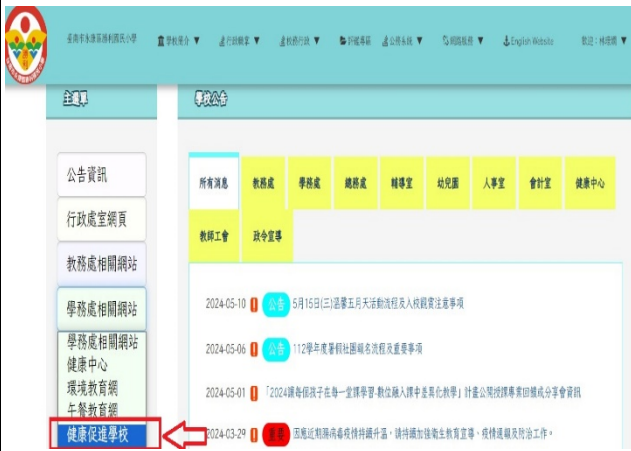 臺南市永康區勝利國民小學 學校簡介 ▼ 行政職掌 ▼ 校務行政 ▼ 評鑑專區 公務系統 ▼ 網路服務 ▼ English Website
主選單
學校公告
公告資訊
行政處室網頁
教務處相關網站
學務處相關網站
學務處相關網站
健康中心
環境教育網
午餐教育網
健康促進學校
所有消息 教務處 學務處 總務處 輔導室 幼兒園 人事室 會計室 健康中心
教師工會 政令宣導
2024-05-10 公告 5月15日(三)溫馨五月天活動流程及入校觀賞注意事項
2024-05-06 公告 112學年度暑假社團報名流程及重要事項
2024-05-01 「2024讓每個孩子在每一堂課學習-數位融入課中差異化教學」計畫公開授課專業回饋成分享會資訊
2024-03-29 重要 因應近期腸病毒疫情持續升溫，請持續加強衛生教育宣導、疫情通報及防治工作。